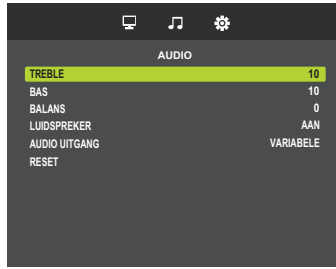 AUDIO
TREBLE 10
BAS 10
BALANS 0
LUIDSPREKER AAN
AUDIO UITGANG VARIABELE
RESET